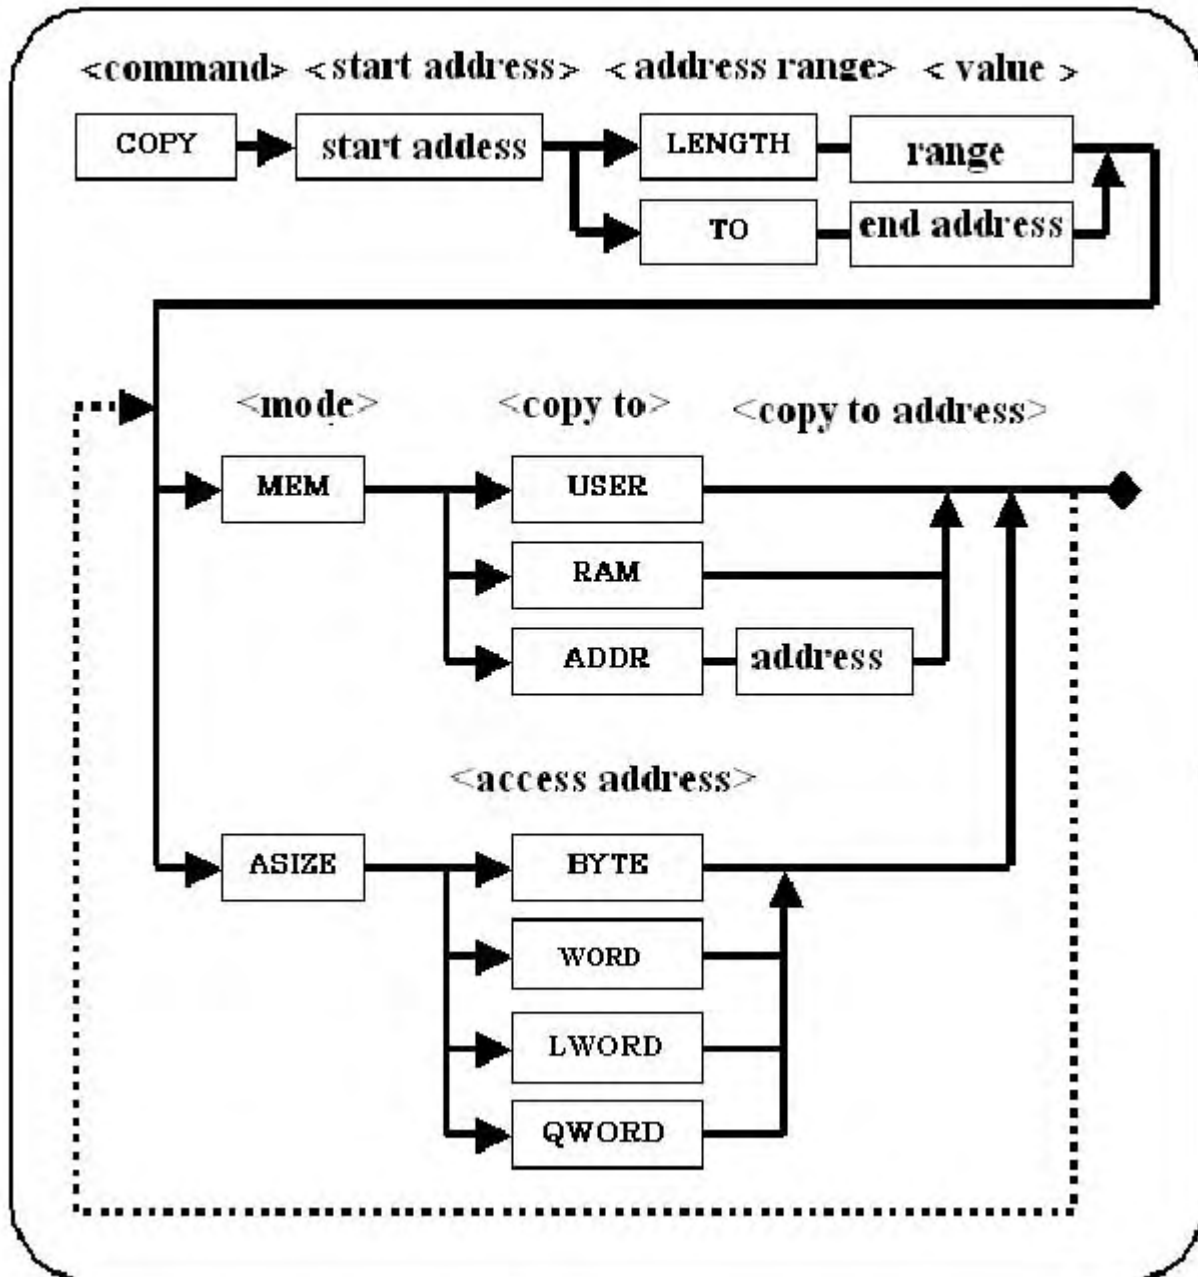 <command> <start address> <address range> < value >
COPY start addess LENGTH range
TO end address
<mode> <copy to> <copy to address>
MEM USER
RAM
ADDR address
<access address>
ASIZE BYTE
WORD
LWORD
QWORD